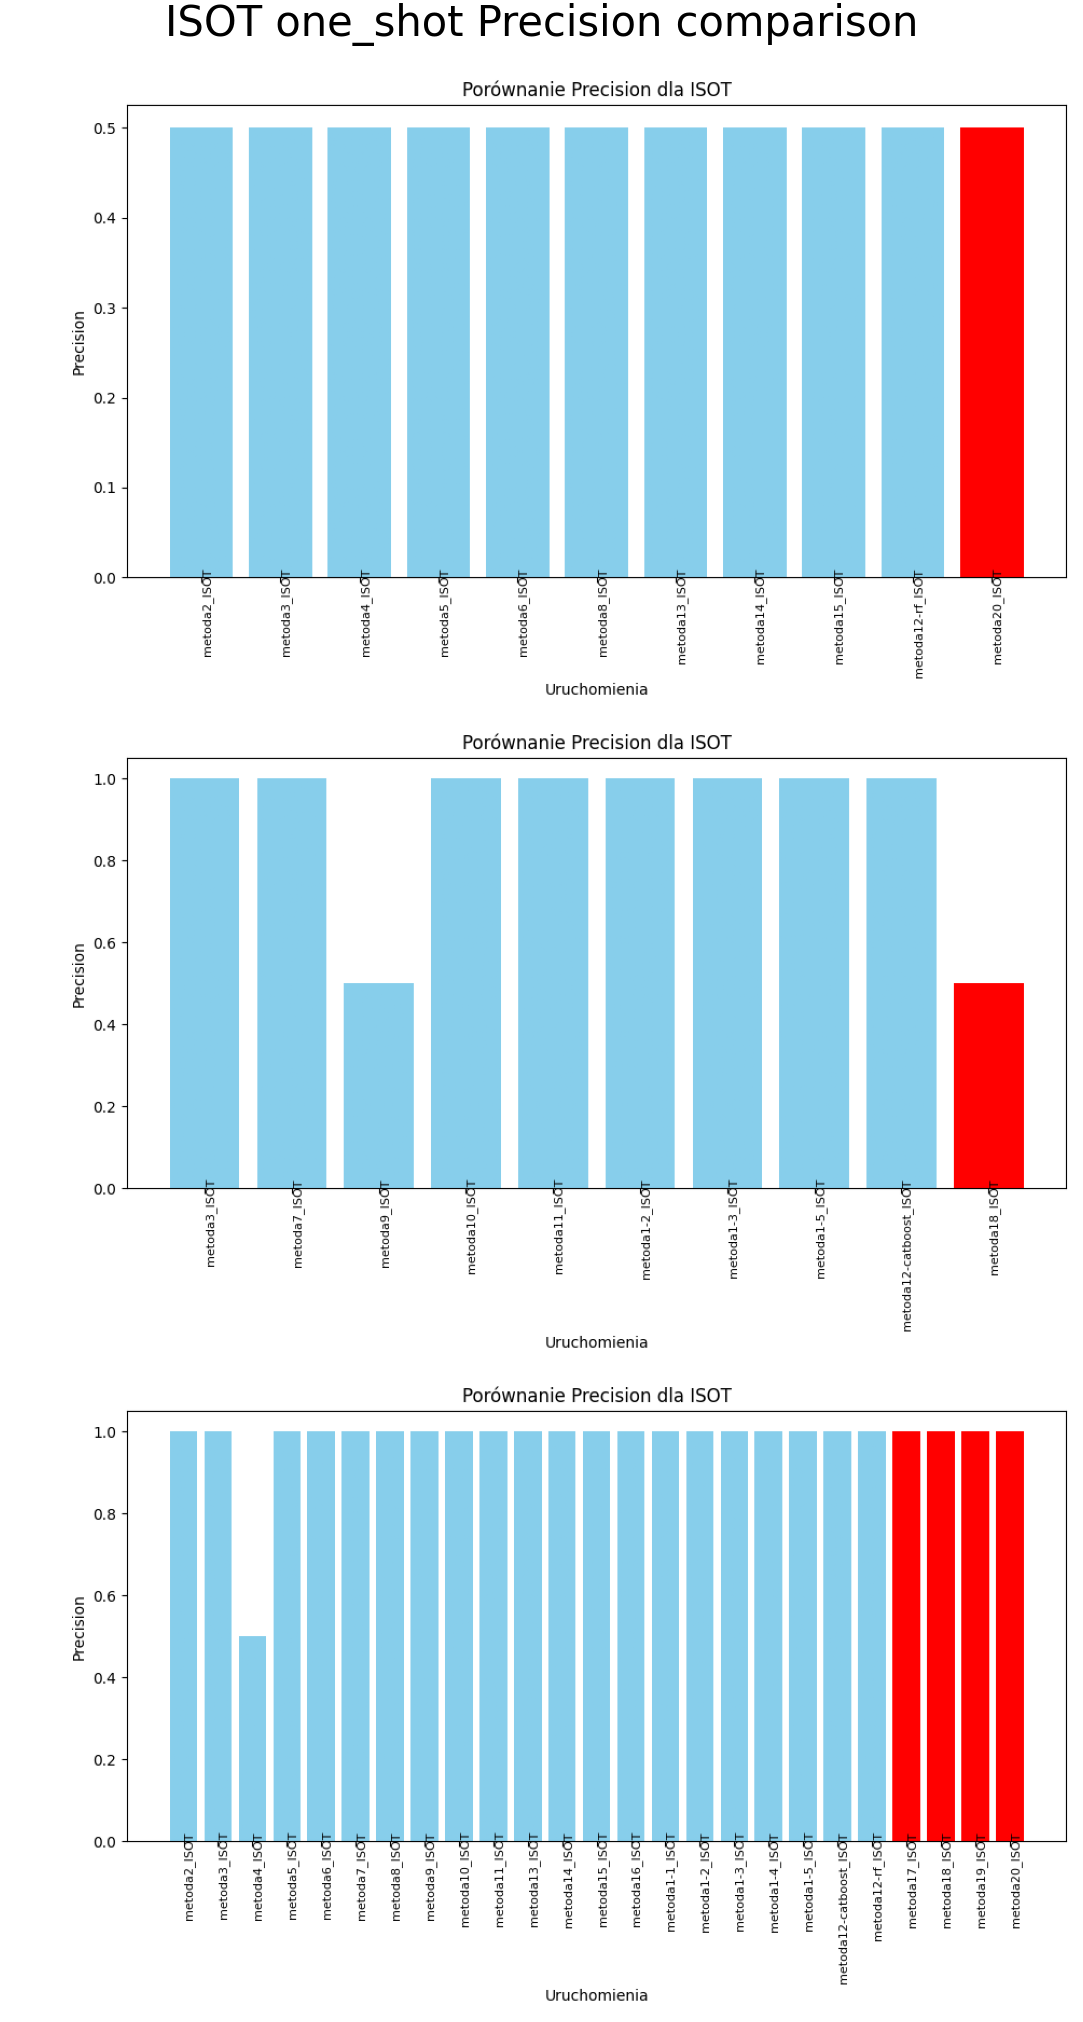 ISOT one_shot Precision comparison
Porównanie Precision dla ISOT
Precision
0.5
0.4
0.3
0.2
0.1
0.0
metoda2_ISOT
metoda3_ISOT
metoda4_ISOT
metoda5_ISOT
metoda6_ISOT
metoda8_ISOT
metoda13_ISOT
metoda14_ISOT
metoda15_ISOT
metoda12-rf_ISOT
metoda20_ISOT
Uruchomienia
Porównanie Precision dla ISOT
Precision
1.0
0.8
0.6
0.4
0.2
0.0
metoda3_ISOT
metoda7_ISOT
metoda9_ISOT
metoda10_ISOT
metoda11_ISOT
metoda1-2_ISOT
metoda1-3_ISOT
metoda1-5_ISOT
metoda12-catboost_ISOT
metoda18_ISOT
Uruchomienia
Porównanie Precision dla ISOT
Precision
1.0
0.8
0.6
0.4
0.2
0.0
metoda2_ISOT
metoda3_ISOT
metoda4_ISOT
metoda5_ISOT
metoda6_ISOT
metoda7_ISOT
metoda8_ISOT
metoda9_ISOT
metoda10_ISOT
metoda11_ISOT
metoda13_ISOT
metoda14_ISOT
metoda15_ISOT
metoda16_ISOT
metoda1-1_ISOT
metoda1-2_ISOT
metoda1-3_ISOT
metoda1-4_ISOT
metoda1-5_ISOT
metoda12-catboost_ISOT
metoda12-rf_ISOT
metoda17_ISOT
metoda18_ISOT
metoda19_ISOT
metoda20_ISOT
Uruchomienia